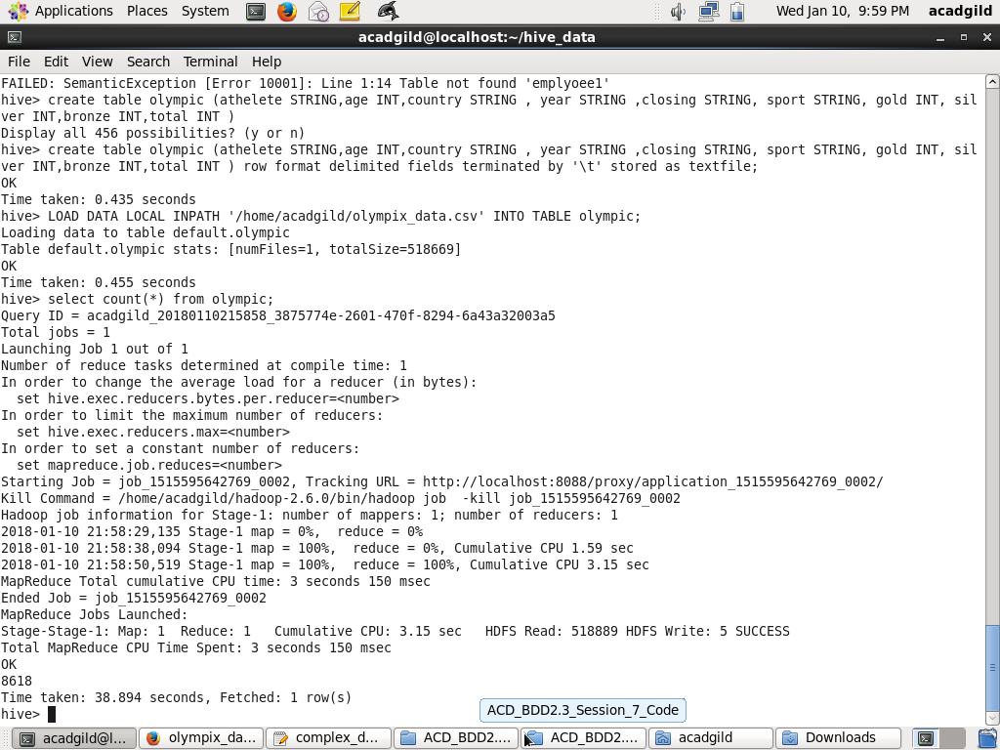 Applications Places System Wed Jan 10, 9:59 PM acadgild
acadgild@localhost:~/hive_data
File Edit View Search Terminal Help
FAILED: SemanticException [Error 10001]: Line 1:14 Table not found 'emplyoee1'
hive> create table olympic (athelete STRING,age INT,country STRING , year STRING ,closing STRING, sport STRING, gold INT, sil
ver INT,bronze INT,total INT )
Display all 456 possibilities? (y or n)
hive> create table olympic (athelete STRING,age INT,country STRING , year STRING ,closing STRING, sport STRING, gold INT, sil
ver INT,bronze INT,total INT ) row format delimited fields terminated by '\t' stored as textfile;
OK
Time taken: 0.435 seconds
hive> LOAD DATA LOCAL INPATH '/home/acadgild/olympix_data.csv' INTO TABLE olympic;
Loading data to table default.olympic
Table default.olympic stats: [numFiles=1, totalSize=518669]
OK
Time taken: 0.455 seconds
hive> select count(*) from olympic;
Query ID = acadgild_20180110215858_3875774e-2601-470f-8294-6a43a32003a5
Total jobs = 1
Launching Job 1 out of 1
Number of reduce tasks determined at compile time: 1
In order to change the average load for a reducer (in bytes):
  set hive.exec.reducers.bytes.per.reducer=<number>
In order to limit the maximum number of reducers:
  set hive.exec.reducers.max=<number>
In order to set a constant number of reducers:
  set mapreduce.job.reduces=<number>
Starting Job = job_1515595642769_0002, Tracking URL = http://localhost:8088/proxy/application_1515595642769_0002/
Kill Command = /home/acadgild/hadoop-2.6.0/bin/hadoop job  -kill job_1515595642769_0002
Hadoop job information for Stage-1: number of mappers: 1; number of reducers: 1
2018-01-10 21:58:29,135 Stage-1 map = 0%,  reduce = 0%
2018-01-10 21:58:38,094 Stage-1 map = 100%,  reduce = 0%, Cumulative CPU 1.59 sec
2018-01-10 21:58:50,519 Stage-1 map = 100%,  reduce = 100%, Cumulative CPU 3.15 sec
MapReduce Total cumulative CPU time: 3 seconds 150 msec
Ended Job = job_1515595642769_0002
MapReduce Jobs Launched:
Stage-Stage-1: Map: 1  Reduce: 1   Cumulative CPU: 3.15 sec   HDFS Read: 518889 HDFS Write: 5 SUCCESS
Total MapReduce CPU Time Spent: 3 seconds 150 msec
OK
8618
Time taken: 38.894 seconds, Fetched: 1 row(s)
hive>
ACD_BDD2.3_Session_7_Code
acadgild@l... olympix_da... complex_d... ACD_BDD2.... ACD_BDD2.... acadgild Downloads